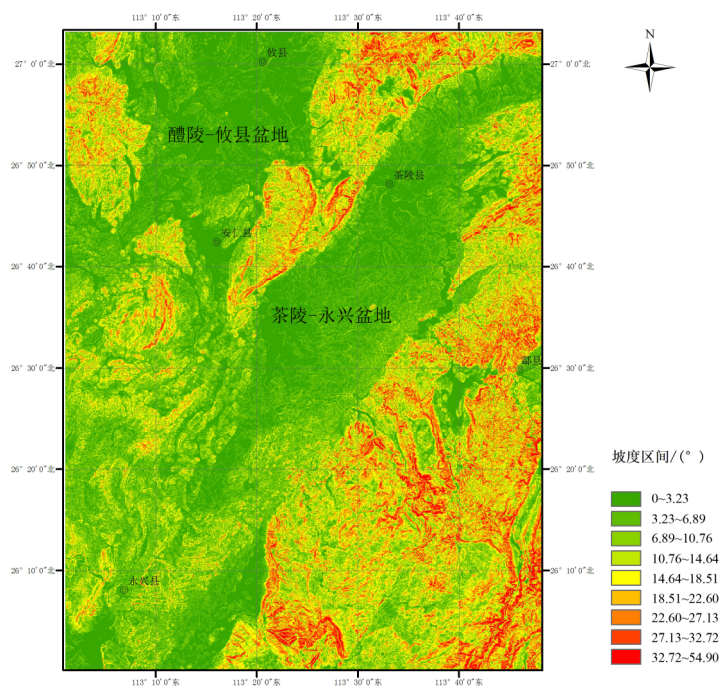 113° 10′0″东
113° 20′0″东
113° 30′0″东
113° 40′0″东
N
27° 0′0″北
攸县
27° 0′0″北
醴陵-攸县盆地
26° 50′0″北
茶陵县
26° 50′0″北
安仁县
26° 40′0″北
26° 40′0″北
茶陵-永兴盆地
26° 30′0″北
酃县
26° 30′0″北
26° 20′0″北
26° 20′0″北
坡度区间/(°)
0~3.23
3.23~6.89
6.89~10.76
10.76~14.64
14.64~18.51
18.51~22.60
22.60~27.13
27.13~32.72
32.72~54.90
26° 10′0″北
26° 10′0″北
永兴县
113° 10′0″东
113° 20′0″东
113° 30′0″东
113° 40′0″东